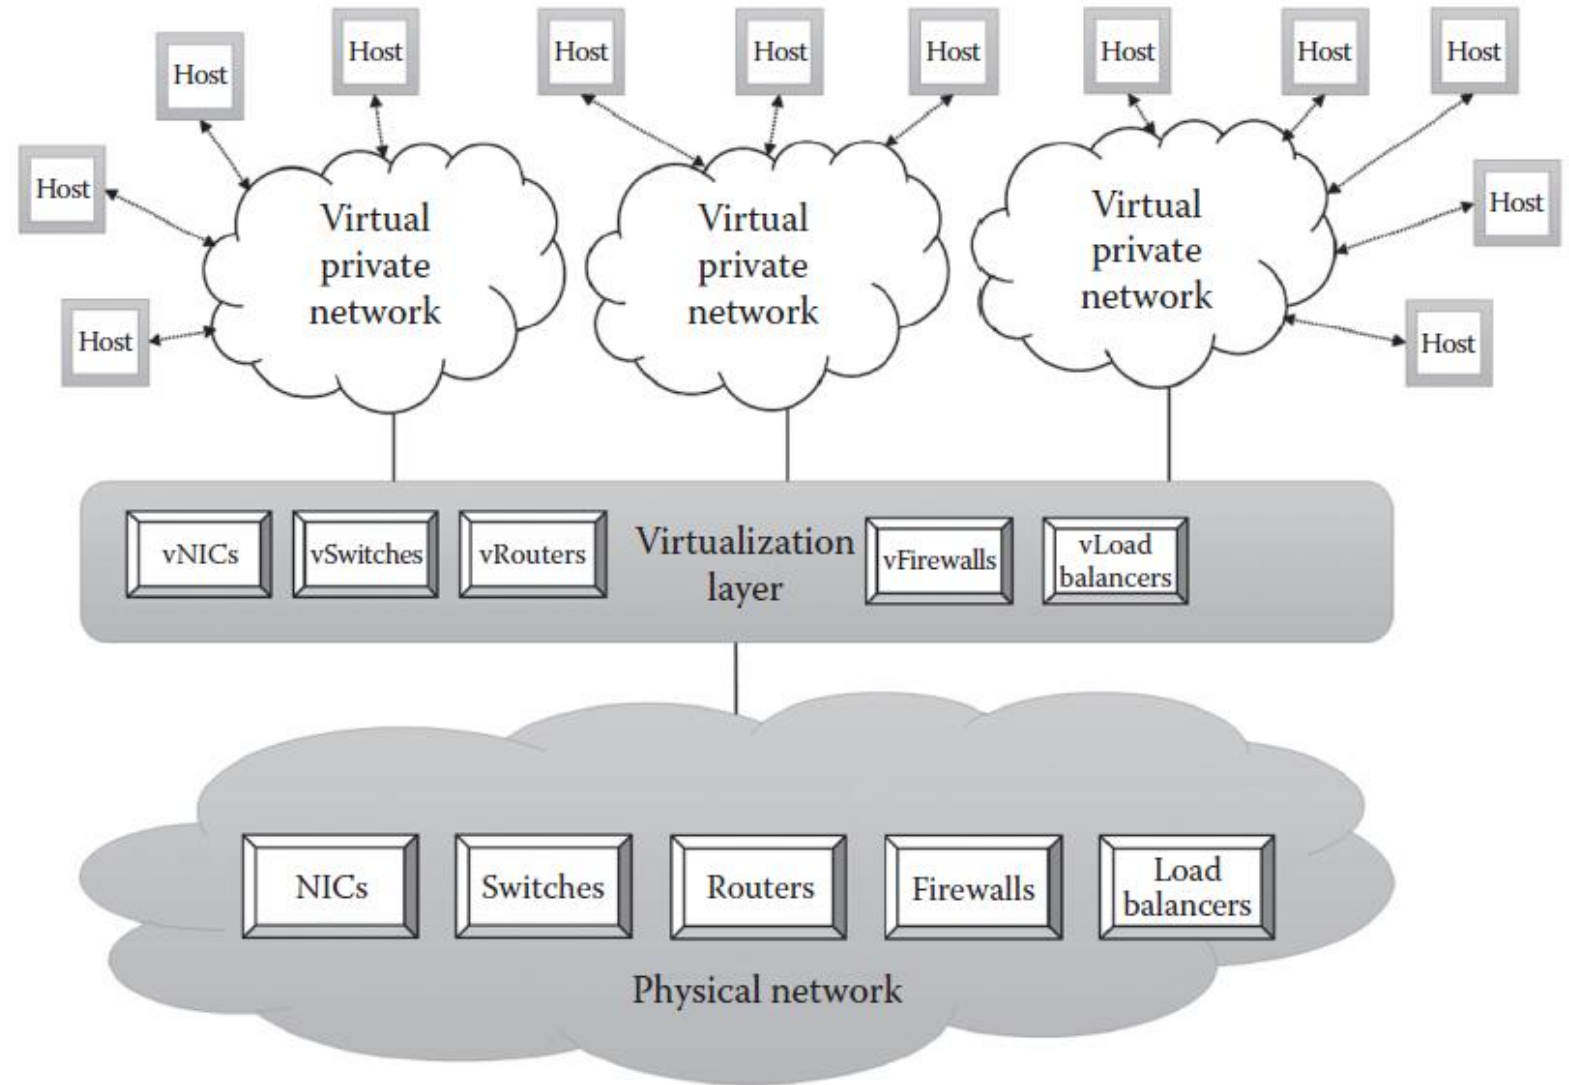 Host
Host
Host
Host
Host
Host
Host
Host
Host
Host
Host
Host
Virtual
private
network
Virtual
private
network
Virtual
private
network
vNICs
vSwitches
vRouters
Virtualization
layer
vFirewalls
vLoad
balancers
NICs
Switches
Routers
Firewalls
Load
balancers
Physical network